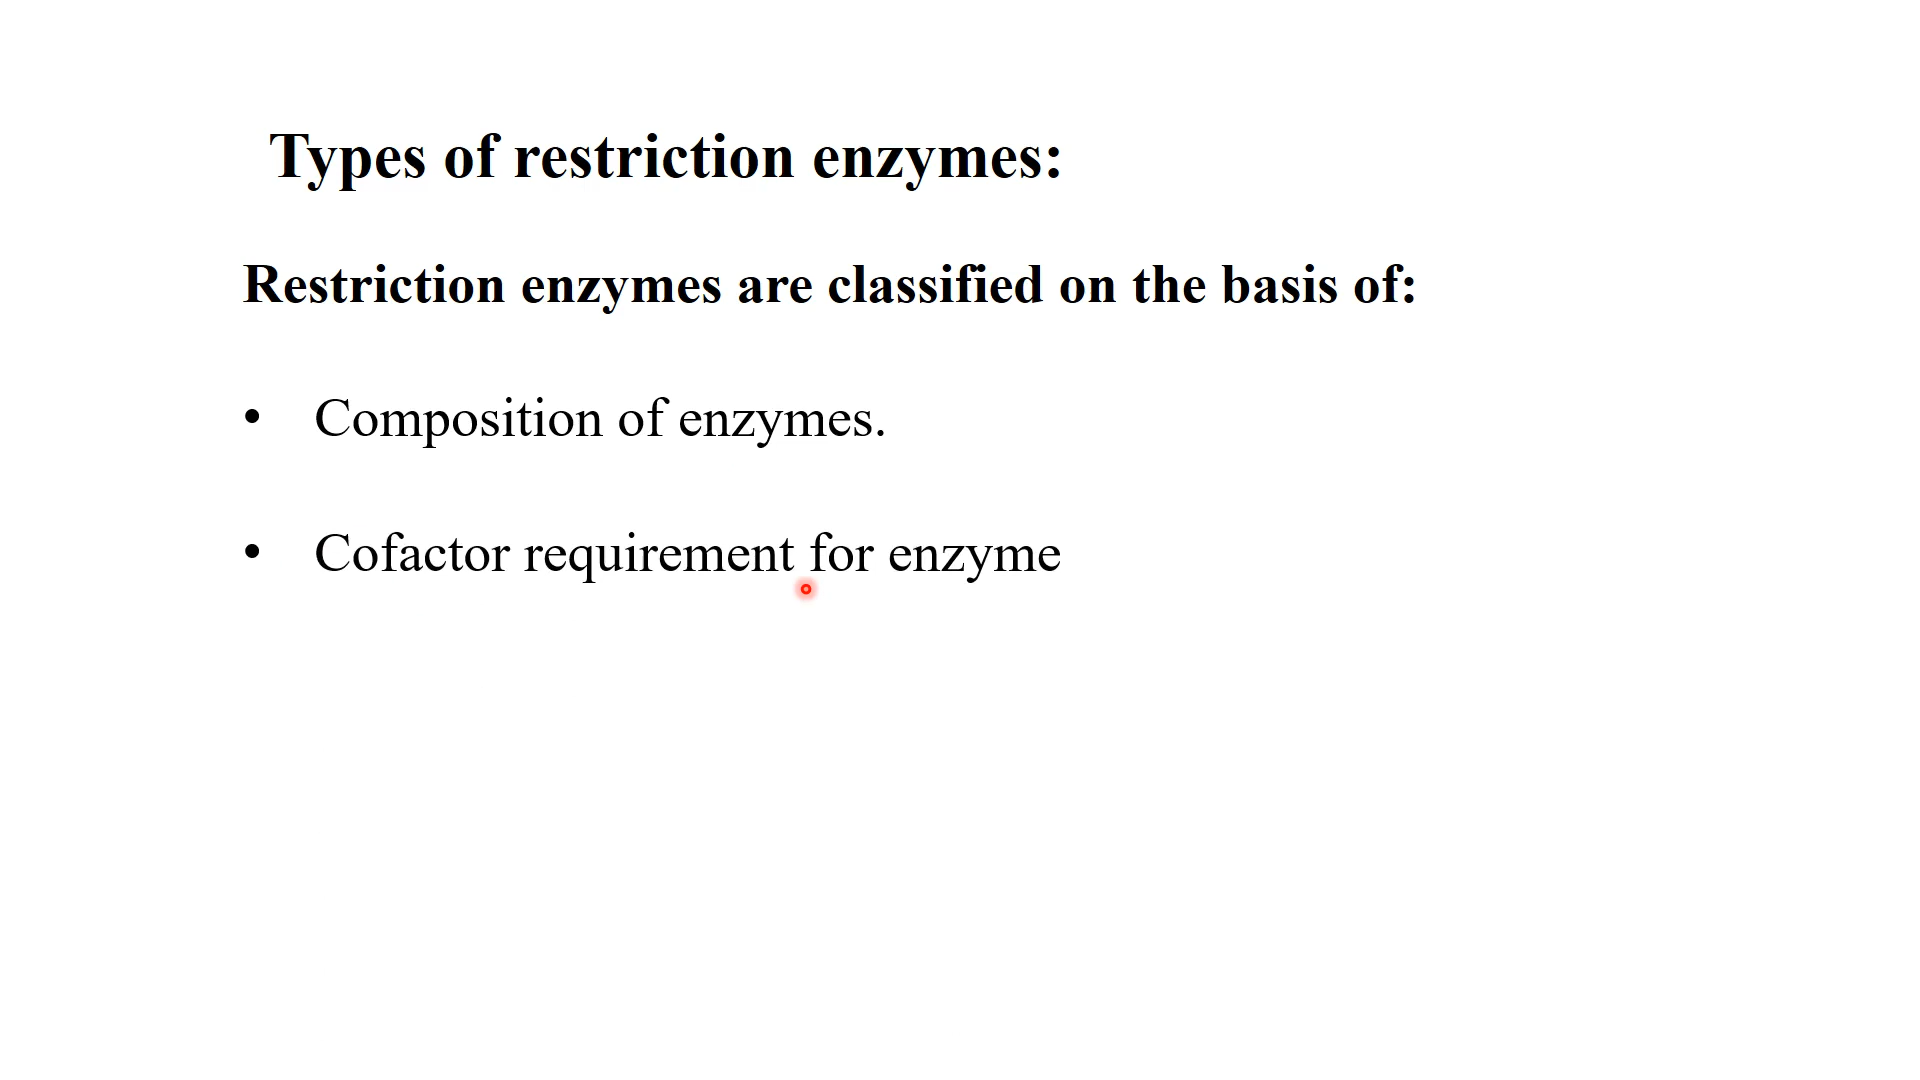 Types of restriction enzymes:
Restriction enzymes are classified on the basis of:
• Composition of enzymes.
• Cofactor requirement for enzyme